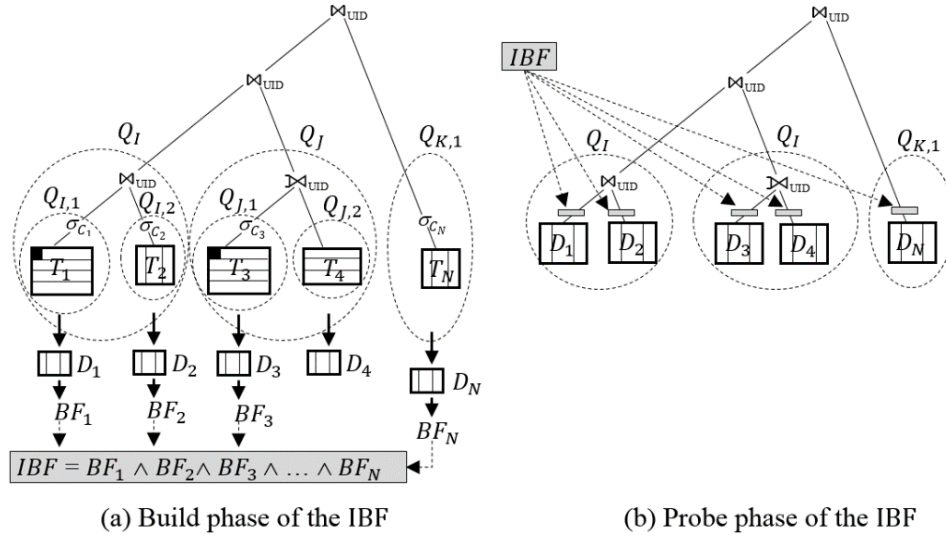 ⋈UID
⋈UID
Q_I
Q_J
Q_{K,1}
⋈UID
⋊UID
Q_{I,1}
Q_{I,2}
Q_{J,1}
Q_{J,2}
σ_{C_1}
σ_{C_2}
σ_{C_3}
σ_{C_N}
T_1
T_2
T_3
T_4
T_N
D_1
D_2
D_3
D_4
D_N
BF_1
BF_2
BF_3
BF_N
IBF = BF_1 ∧ BF_2 ∧ BF_3 ∧ … ∧ BF_N
(a) Build phase of the IBF
⋈UID
IBF
⋈UID
Q_I
Q_I
Q_{K,1}
⋈UID
⋊UID
D_1
D_2
D_3
D_4
D_N
(b) Probe phase of the IBF